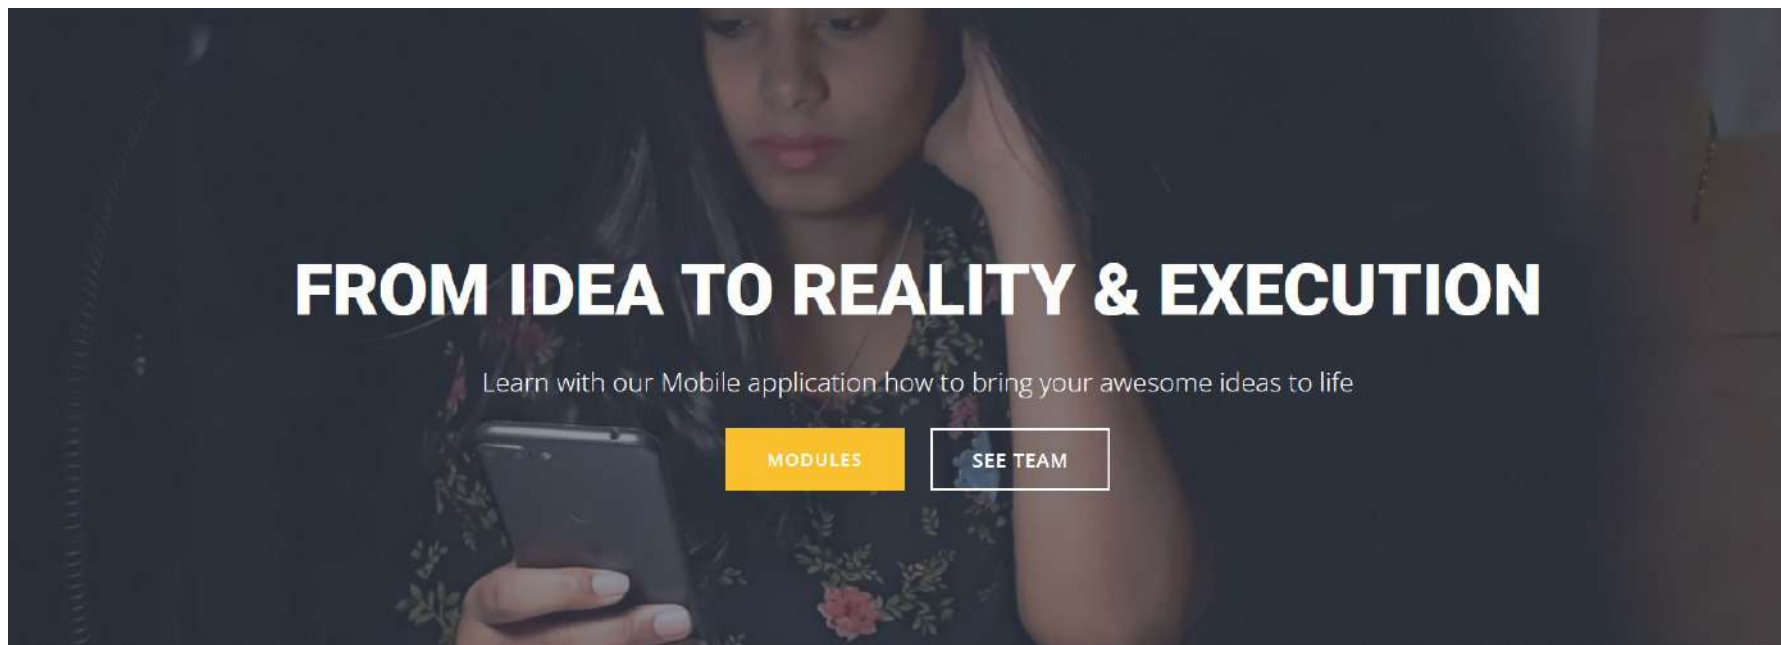 FROM IDEA TO REALITY & EXECUTION
Learn with our Mobile application how to bring your awesome ideas to life
MODULES
SEE TEAM